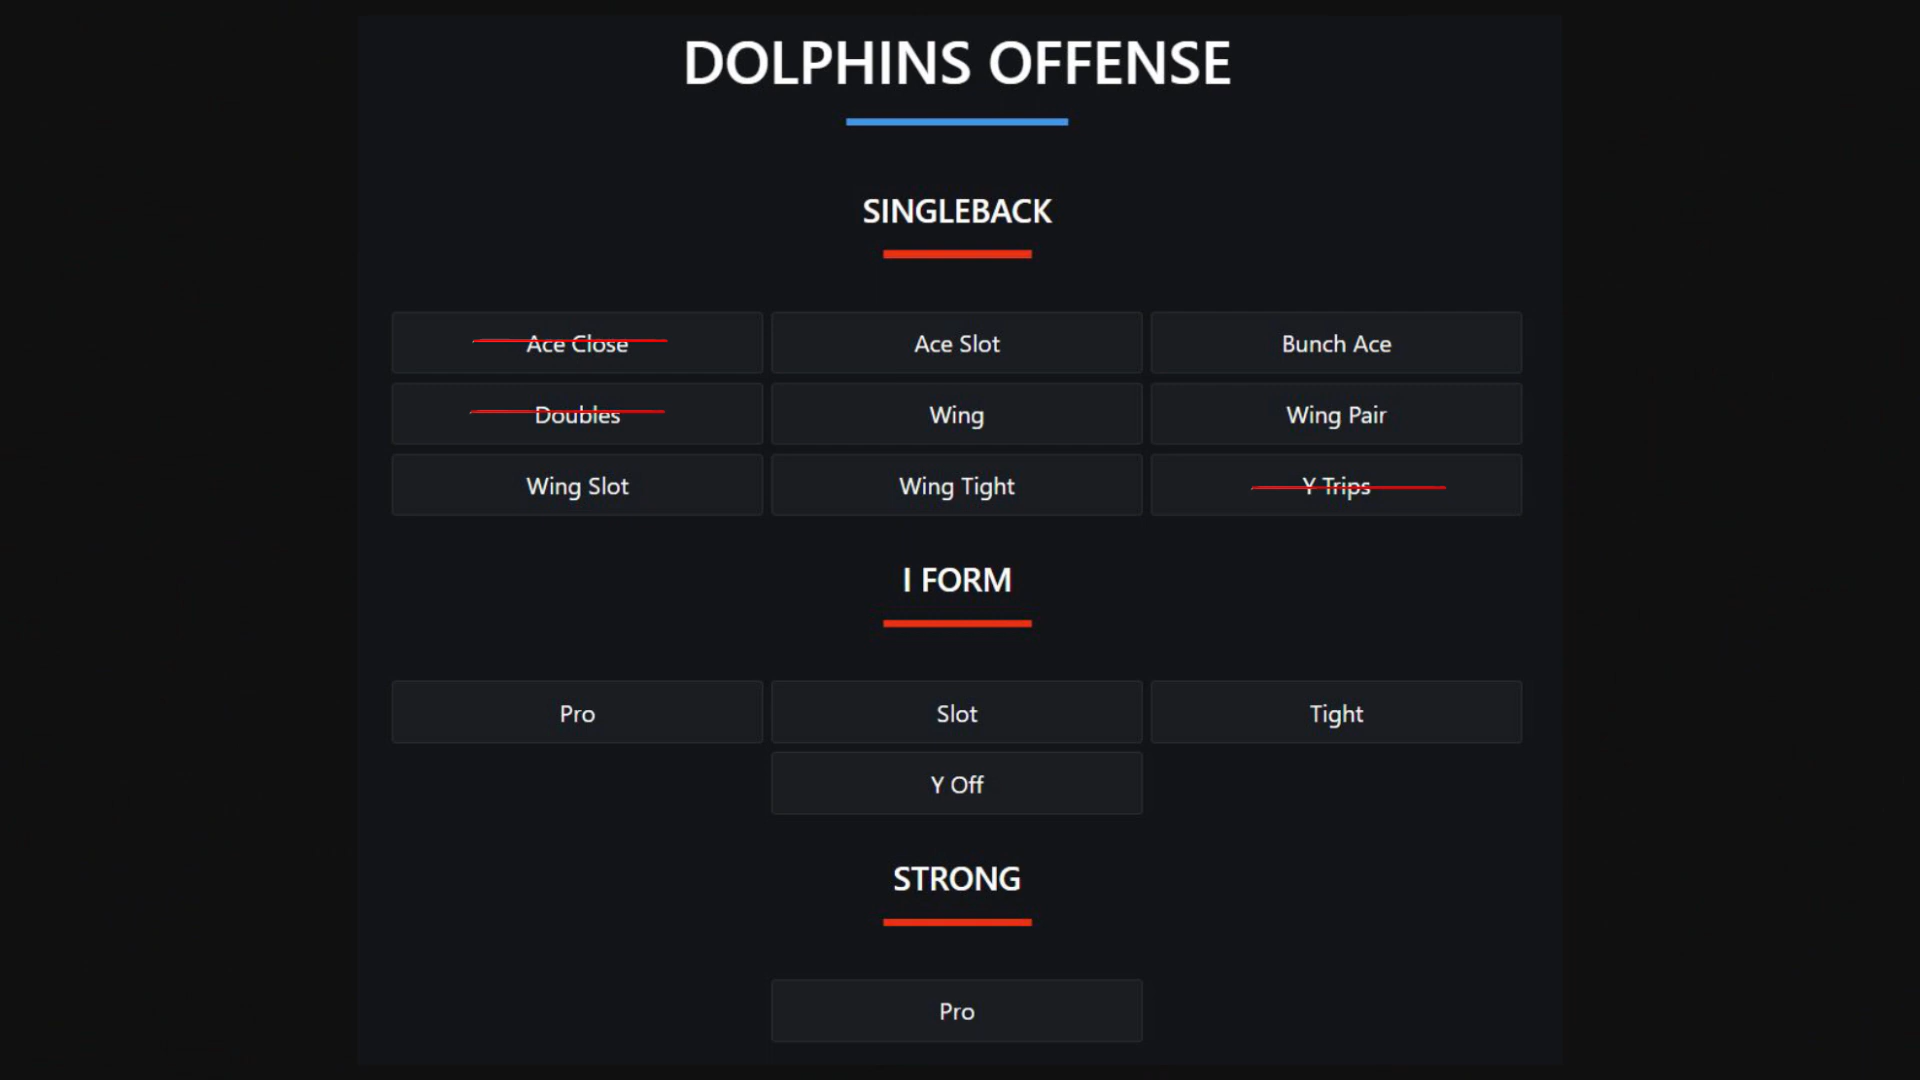 DOLPHINS OFFENSE
SINGLEBACK
Ace Close
Ace Slot
Bunch Ace
Doubles
Wing
Wing Pair
Wing Slot
Wing Tight
Y Trips
I FORM
Pro
Slot
Tight
Y Off
STRONG
Pro